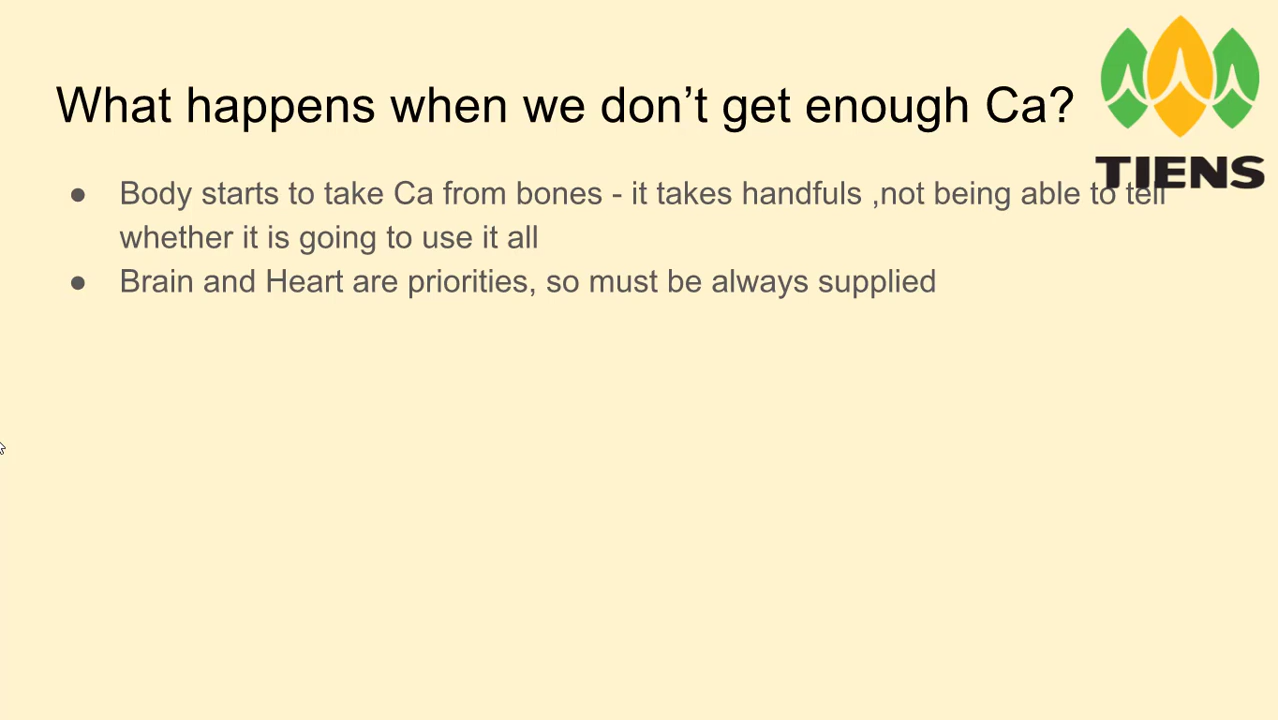 What happens when we don’t get enough Ca?
TIENS
● Body starts to take Ca from bones - it takes handfuls ,not being able to tell
whether it is going to use it all
● Brain and Heart are priorities, so must be always supplied